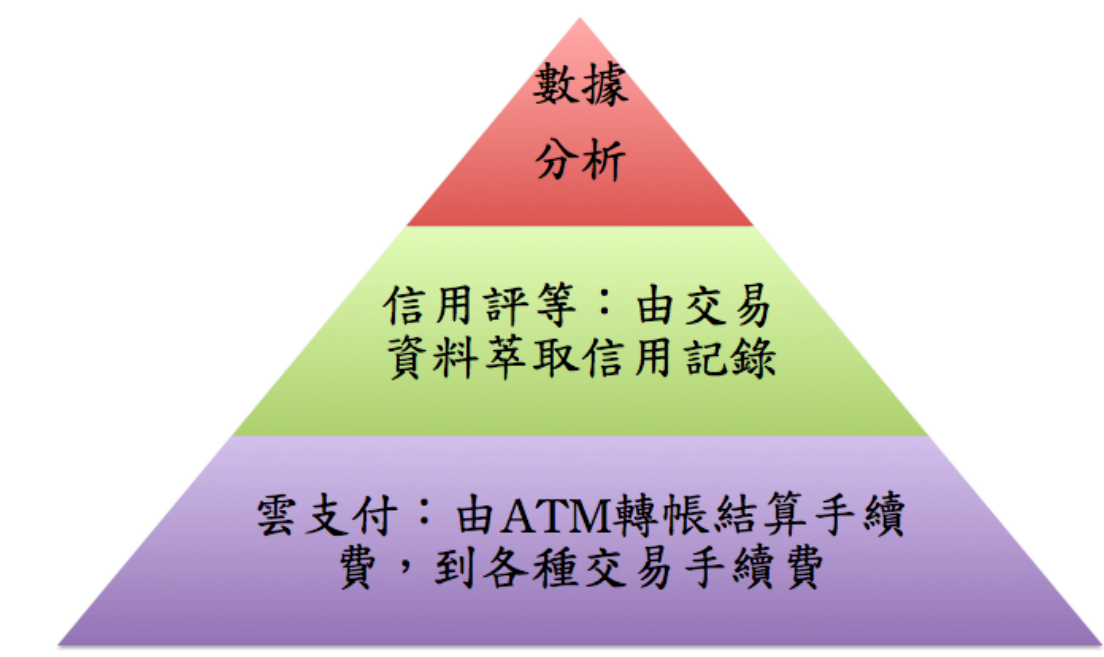 數據
分析
信用評等：由交易
資料萃取信用記錄
雲支付：由ATM轉帳結算手續
費，到各種交易手續費